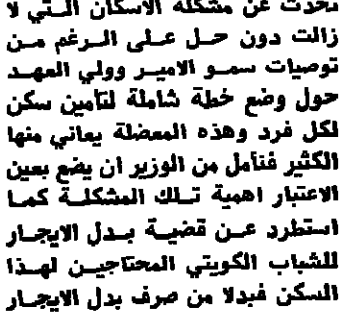 تحدث عن مشكلة الاسكان التي لا
زالت دون حل على الرغم من
توصيات سمو الامير وولي العهد
حول وضع خطة شاملة لتامين سكن
لكل فرد وهذه المعضلة يعاني منها
الكثير فنامل من الوزير ان يضع بعين
الاعتبار اهمية تلك المشكلة كما
استطرد عن قضية بدل الايجار
للشباب الكويتي المحتاجين لهذا
السكن فبدلا من صرف بدل الايجار